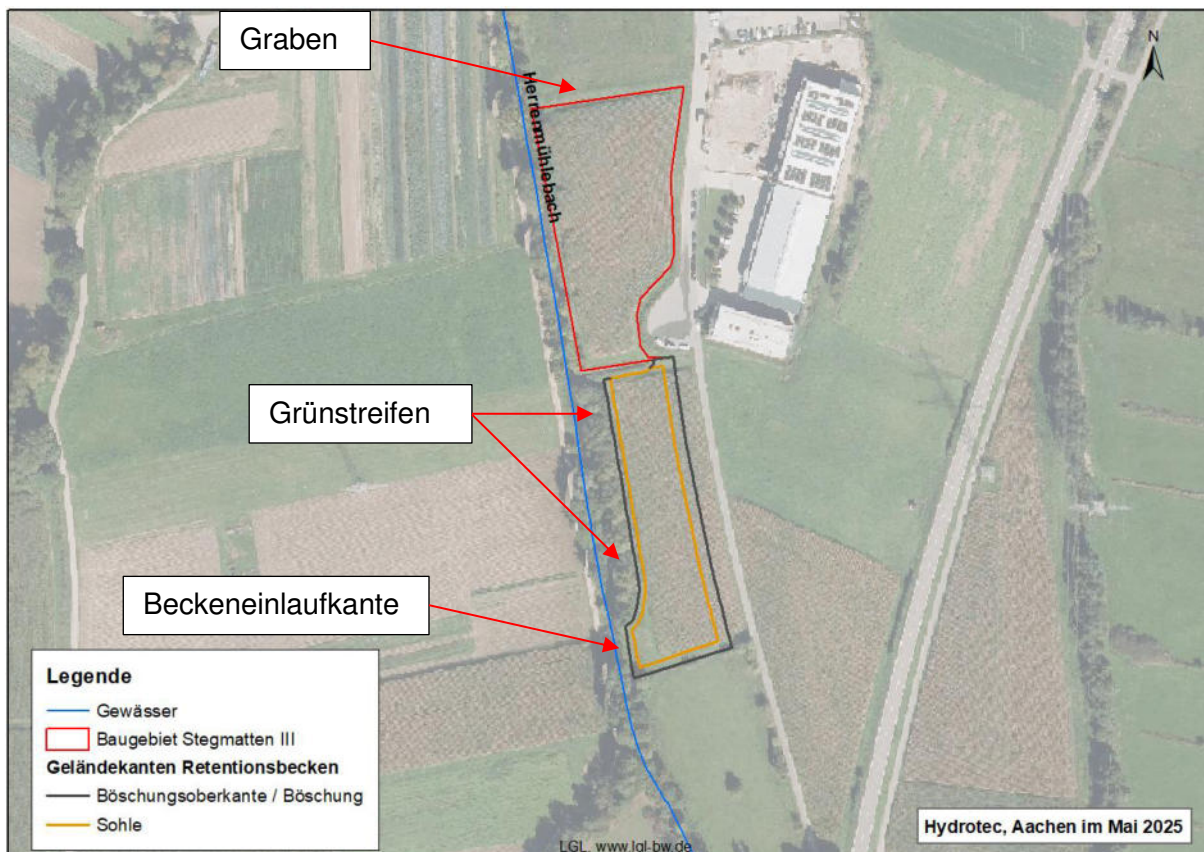 Graben
N
Herrenmühlebach
Grünstreifen
Beckeneinlaufkante
Legende
Gewässer
Baugebiet Stegmatten III
Geländekanten Retentionsbecken
Böschungsoberkante / Böschung
Sohle
Hydrotec, Aachen im Mai 2025
LGL, www.lgl-bw.de